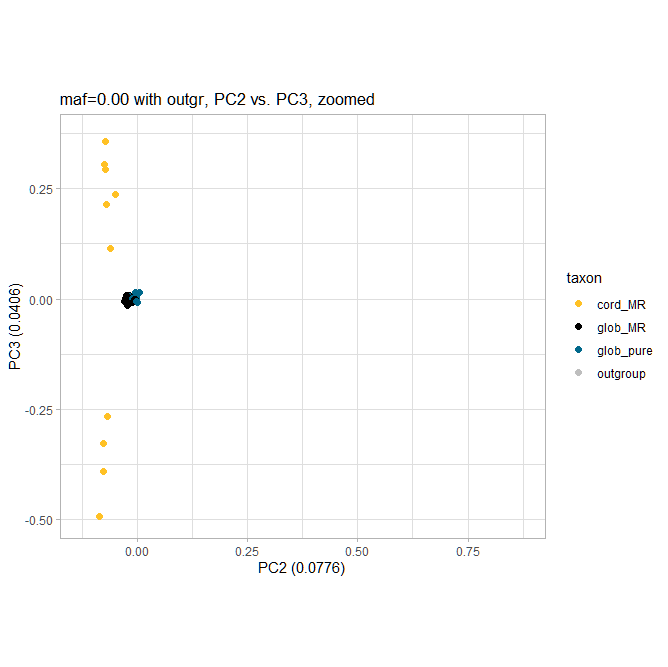 maf=0.00 with outgr, PC2 vs. PC3, zoomed
0.25
0.00
-0.25
-0.50
PC3 (0.0406)
0.00 0.25 0.50 0.75
PC2 (0.0776)
taxon
cord_MR
glob_MR
glob_pure
outgroup